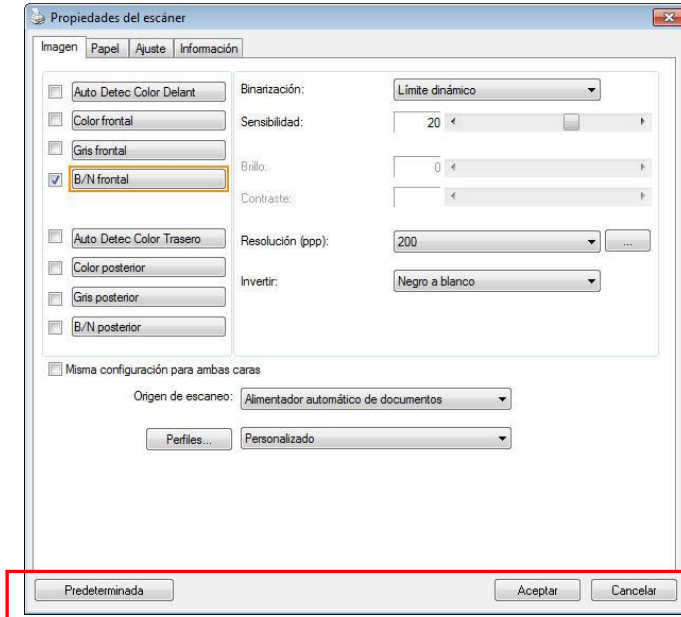 Propiedades del escáner
Imagen Papel Ajuste Información
Auto Detec Color Delant
Color frontal
Gris frontal
B/N frontal
Auto Detec Color Trasero
Color posterior
Gris posterior
B/N posterior
Binarización: Límite dinámico
Sensibilidad: 20
Brillo: 0
Contraste:
Resolución (ppp): 200 ...
Invertir: Negro a blanco
Misma configuración para ambas caras
Origen de escaneo: Alimentador automático de documentos
Perfiles... Personalizado
Predeterminada Aceptar Cancelar